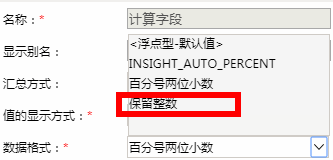 名称：* 计算字段
显示别名：
<浮点型-默认值>
INSIGHT_AUTO_PERCENT
汇总方式：
百分号两位小数
保留整数
值的显示方式：*
数据格式：* 百分号两位小数